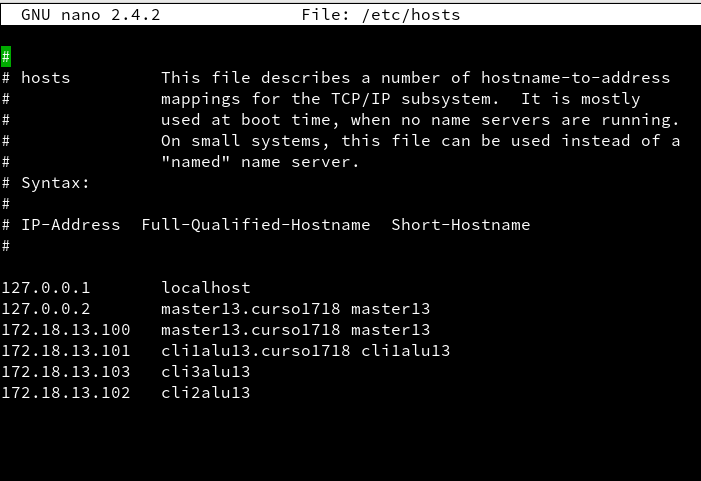 GNU nano 2.4.2              File: /etc/hosts
#
# hosts         This file describes a number of hostname-to-address
#               mappings for the TCP/IP subsystem.  It is mostly
#               used at boot time, when no name servers are running.
#               On small systems, this file can be used instead of a
#               "named" name server.
# Syntax:
#
# IP-Address  Full-Qualified-Hostname  Short-Hostname
#
127.0.0.1       localhost
127.0.0.2       master13.curso1718 master13
172.18.13.100   master13.curso1718 master13
172.18.13.101   cli1alu13.curso1718 cli1alu13
172.18.13.103   cli3alu13
172.18.13.102   cli2alu13